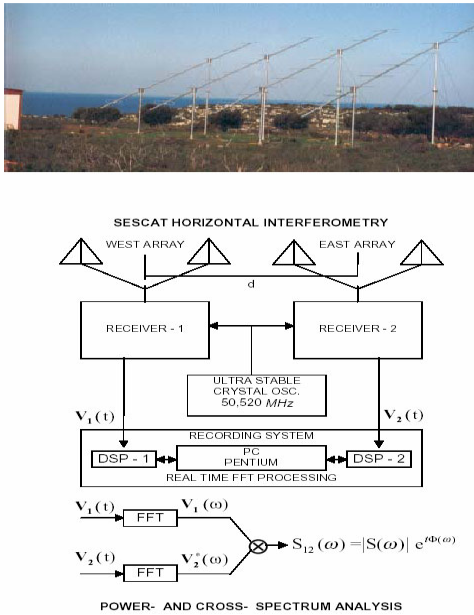 SESCAT HORIZONTAL INTERFEROMETRY
WEST ARRAY
EAST ARRAY
d
RECEIVER - 1
RECEIVER - 2
ULTRA STABLE
CRYSTAL OSC.
50,520 MHz
V1(t)
V2(t)
RECORDING SYSTEM
DSP - 1
PC
PENTIUM
DSP - 2
REAL TIME FFT PROCESSING
V1(t)
FFT
V1(ω)
S12(ω) =|S(ω)| e^iΦ(ω)
V2(t)
FFT
V2*(ω)
POWER- AND CROSS- SPECTRUM ANALYSIS